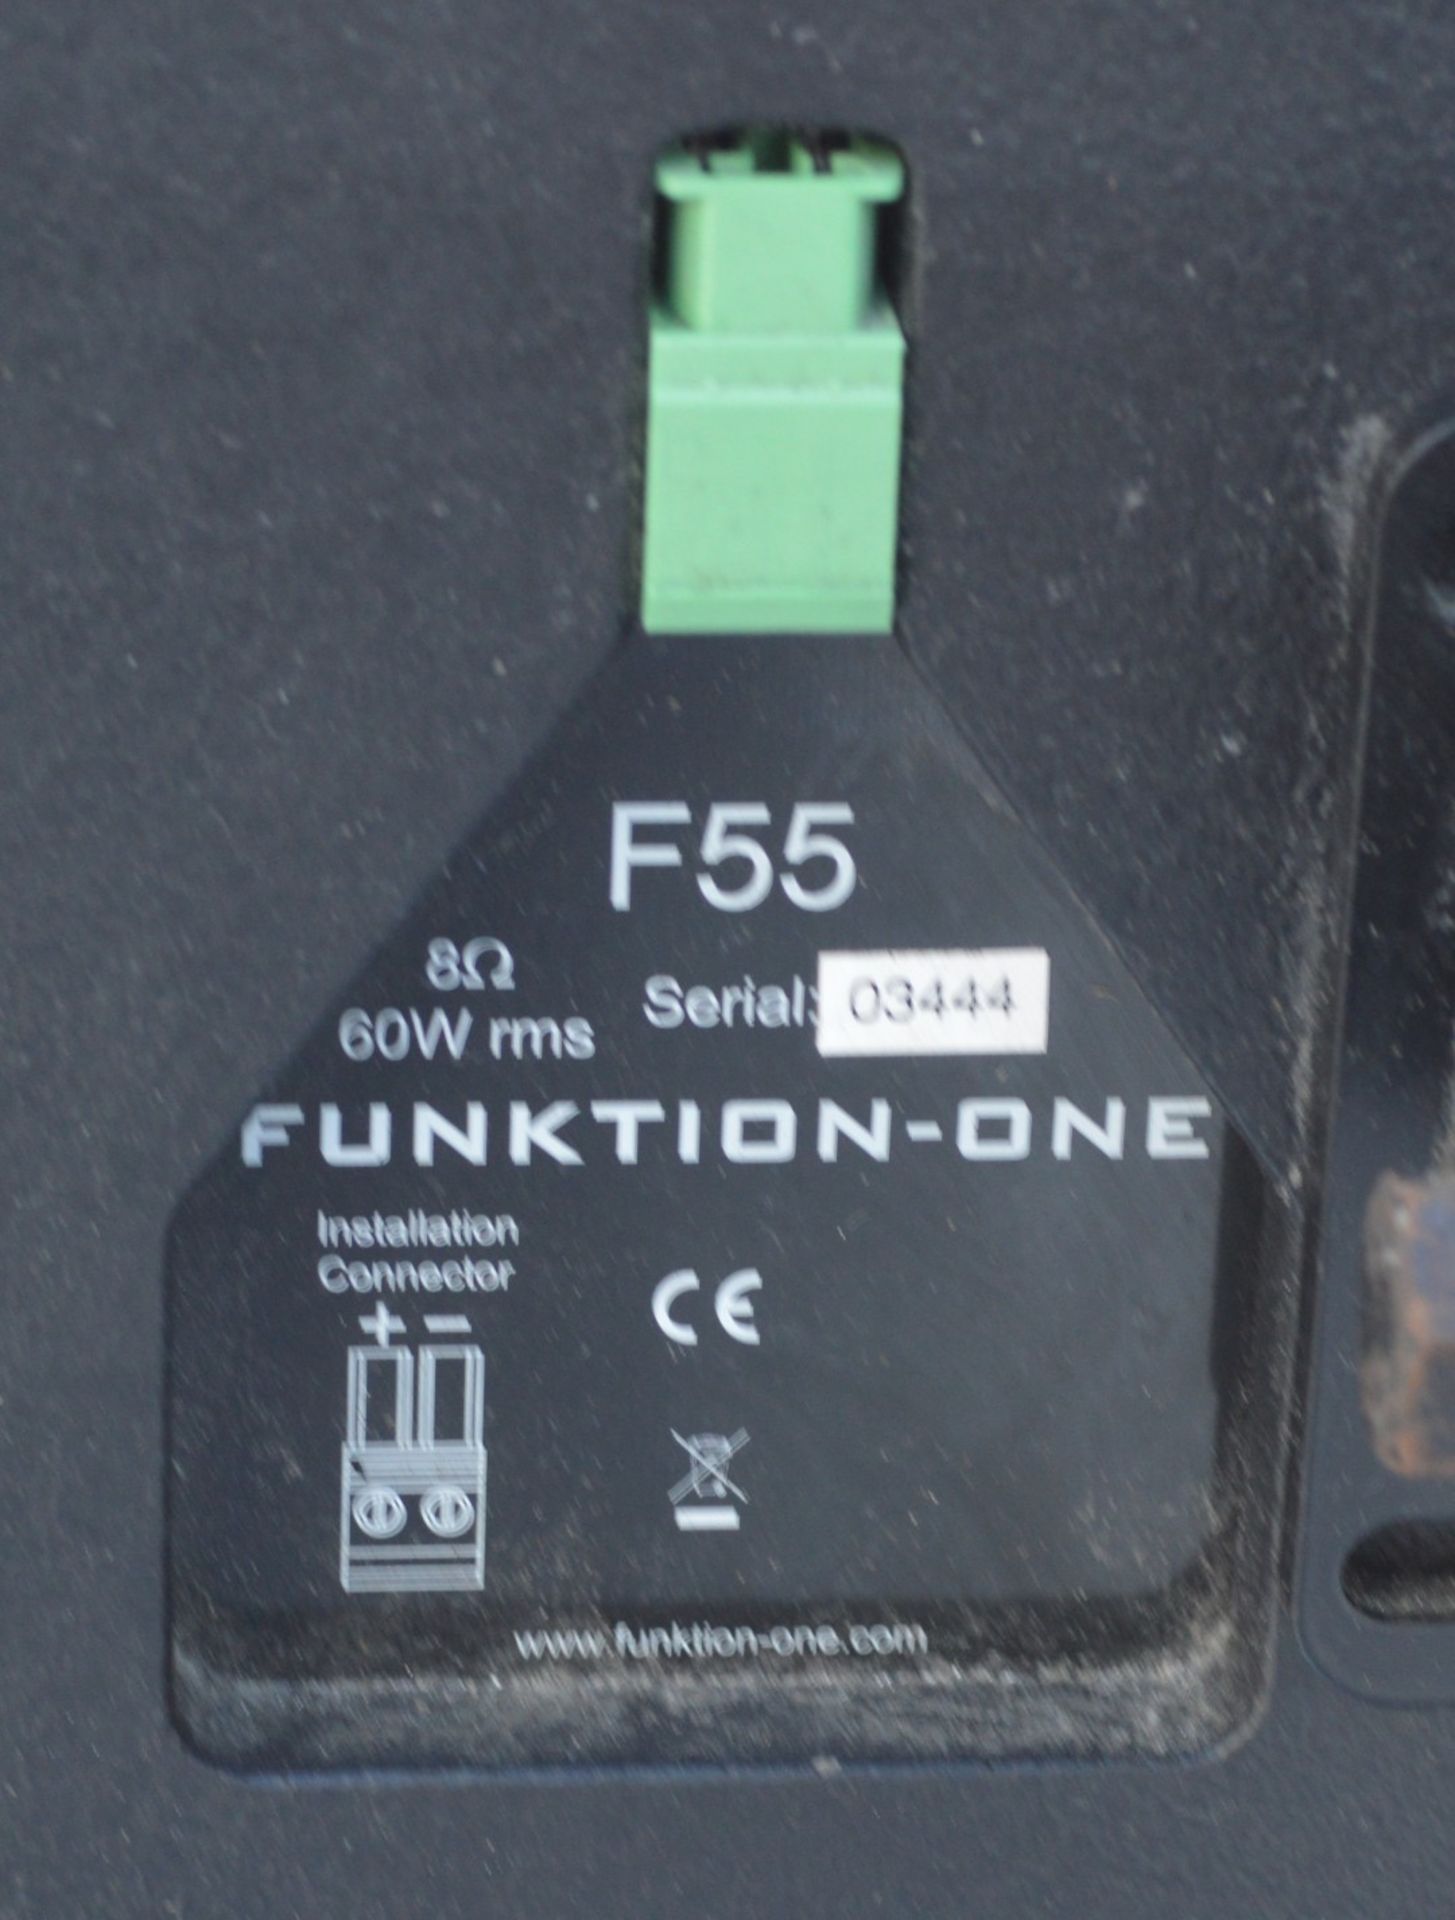 F55
8Ω
60W rms
Serial: 03444
FUNKTION-ONE
Installation
Connector
+ −
CE
www.funktion-one.com